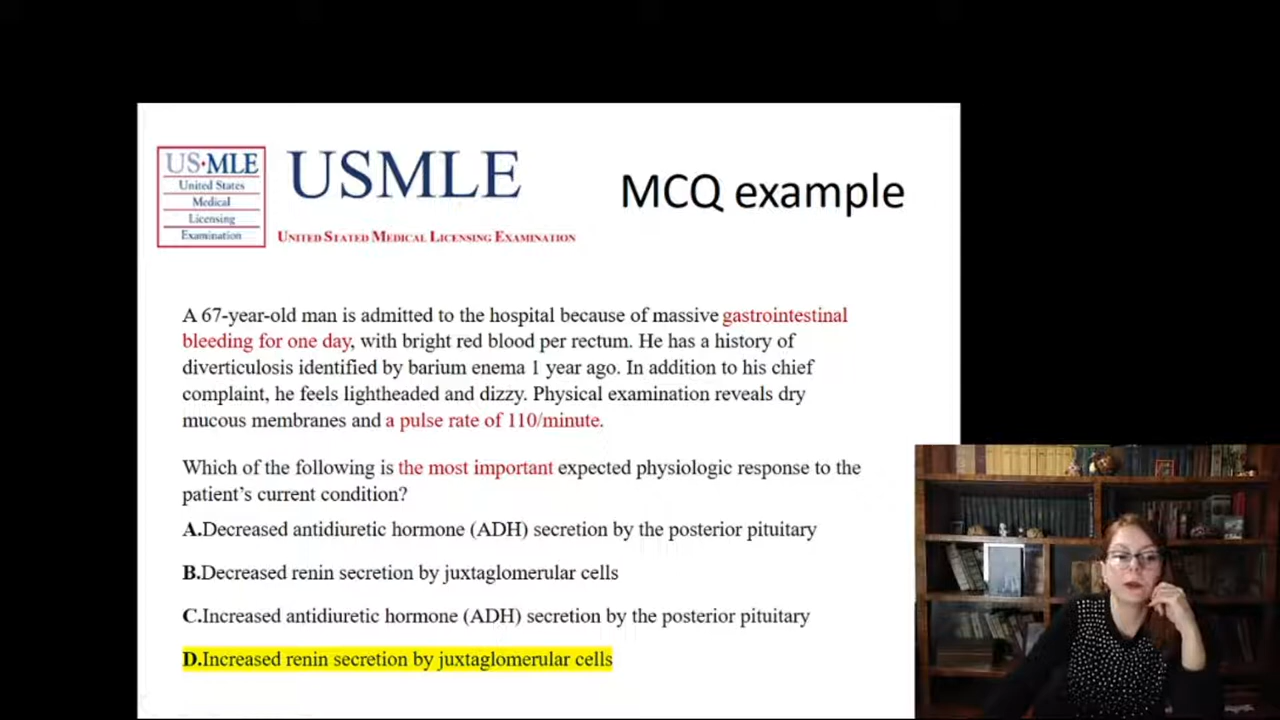 US·MLE
United States
Medical
Licensing
Examination
USMLE
UNITED STATED MEDICAL LICENSING EXAMINATION
MCQ example
A 67-year-old man is admitted to the hospital because of massive gastrointestinal
bleeding for one day, with bright red blood per rectum. He has a history of
diverticulosis identified by barium enema 1 year ago. In addition to his chief
complaint, he feels lightheaded and dizzy. Physical examination reveals dry
mucous membranes and a pulse rate of 110/minute.
Which of the following is the most important expected physiologic response to the
patient's current condition?
A.Decreased antidiuretic hormone (ADH) secretion by the posterior pituitary
B.Decreased renin secretion by juxtaglomerular cells
C.Increased antidiuretic hormone (ADH) secretion by the posterior pituitary
D.Increased renin secretion by juxtaglomerular cells